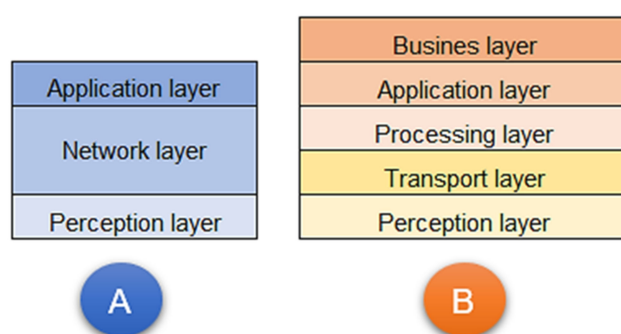 Application layer
Network layer
Perception layer
A
Busines layer
Application layer
Processing layer
Transport layer
Perception layer
B